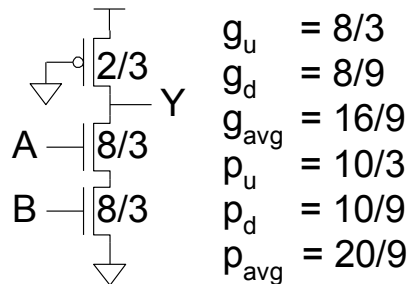 2/3
Y
A
8/3
B
8/3
g_u = 8/3
g_d = 8/9
g_avg = 16/9
p_u = 10/3
p_d = 10/9
p_avg = 20/9